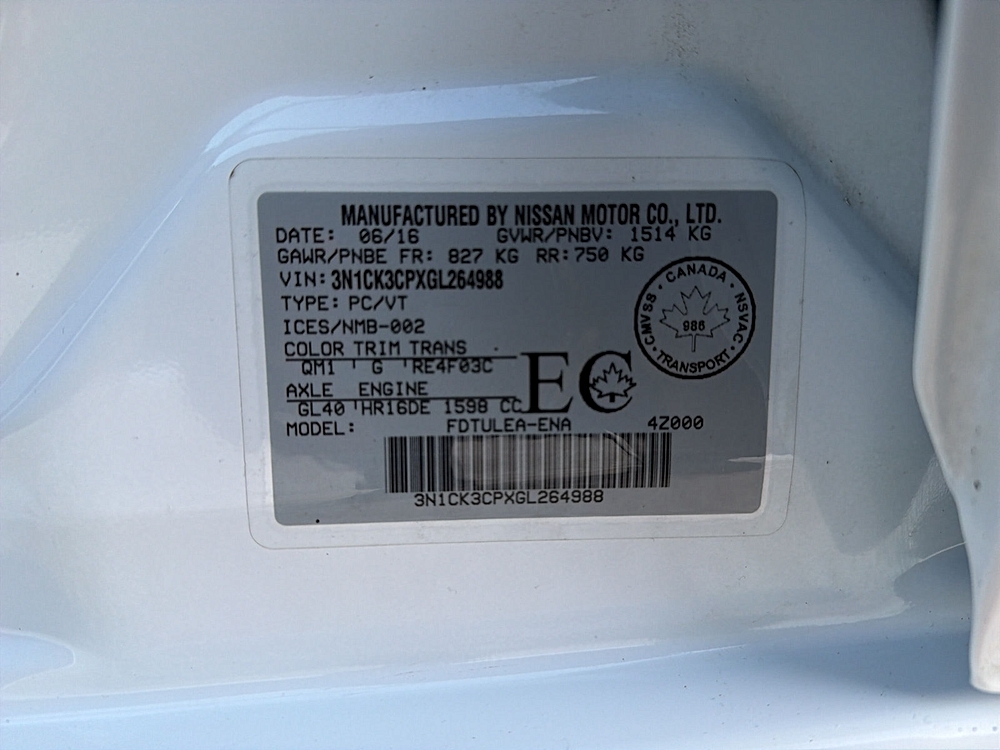 MANUFACTURED BY NISSAN MOTOR CO., LTD.
DATE: 06/16 GVWR/PNBV: 1514 KG
GAWR/PNBE FR: 827 KG RR: 750 KG
VIN: 3N1CK3CPXGL264988
TYPE: PC/VT
ICES/NMB-002
COLOR TRIM TRANS
QM1 G RE4F03C
AXLE ENGINE
GL40 HR16DE 1598 CC
MODEL: FDTULEA-ENA 4Z000
3N1CK3CPXGL264988
EC
CANADA
CMVSS · NSVAC
986
TRANSPORT